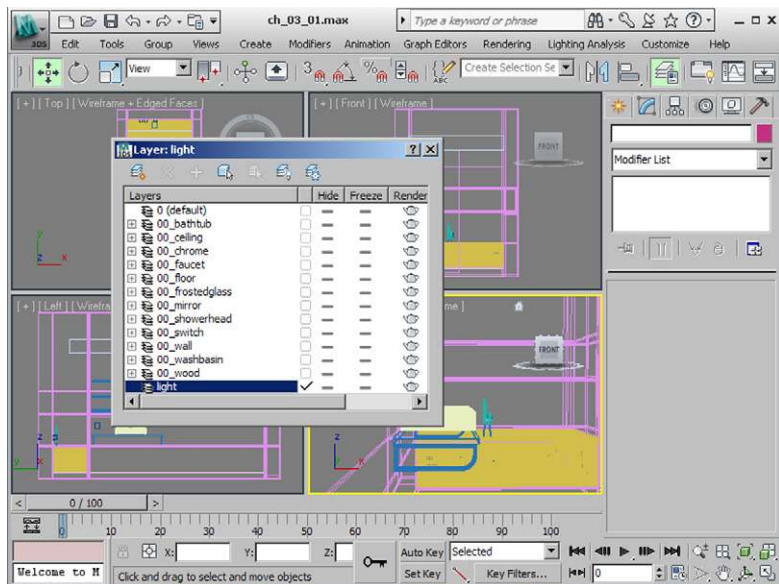 ch_03_01.max
Type a keyword or phrase
3DS
Edit Tools Group Views Create Modifiers Animation Graph Editors Rendering Lighting Analysis Customize Help
View
3
ABC
Create Selection Se
[ + ] [ Top ] [ Wireframe + Edged Faces ]
[ + ] [ Front ] [ Wireframe ]
FRONT
Modifier List
Layer: light
Layers Hide Freeze Render
0 (default)
00_bathtub
00_ceiling
00_chrome
00_faucet
00_floor
00_frostedglass
00_mirror
00_showerhead
00_switch
00_wall
00_washbasin
00_wood
light
[ + ] [ Left ] [ Wirefra
me ]
FRONT
0 / 100
0 10 20 30 40 50 60 70 80 90 100
X: Y: Z:
Auto Key Selected
Welcome to M
Click and drag to select and move objects
Set Key Key Filters...
0